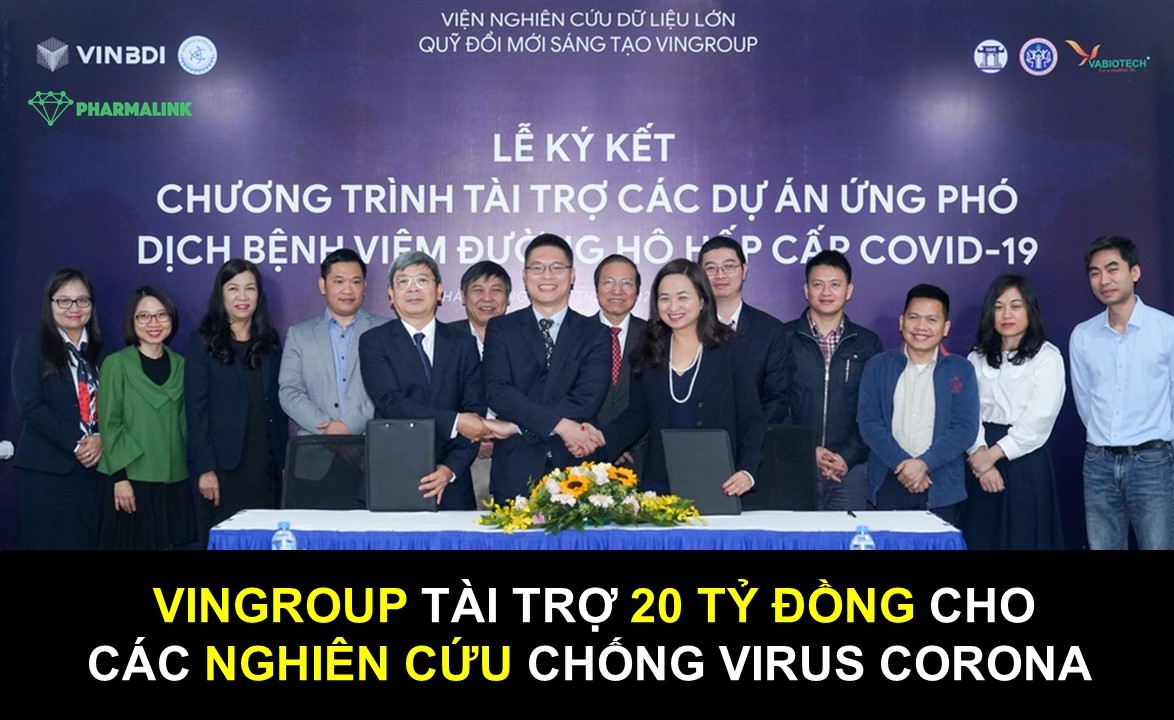 VIỆN NGHIÊN CỨU DỮ LIỆU LỚN
QUỸ ĐỔI MỚI SÁNG TẠO VINGROUP
VINBDI
PHARMALINK
VABIOTECH
LỄ KÝ KẾT
CHƯƠNG TRÌNH TÀI TRỢ CÁC DỰ ÁN ỨNG PHÓ
DỊCH BỆNH VIÊM ĐƯỜNG HÔ HẤP CẤP COVID-19
VINGROUP TÀI TRỢ 20 TỶ ĐỒNG CHO
CÁC NGHIÊN CỨU CHỐNG VIRUS CORONA